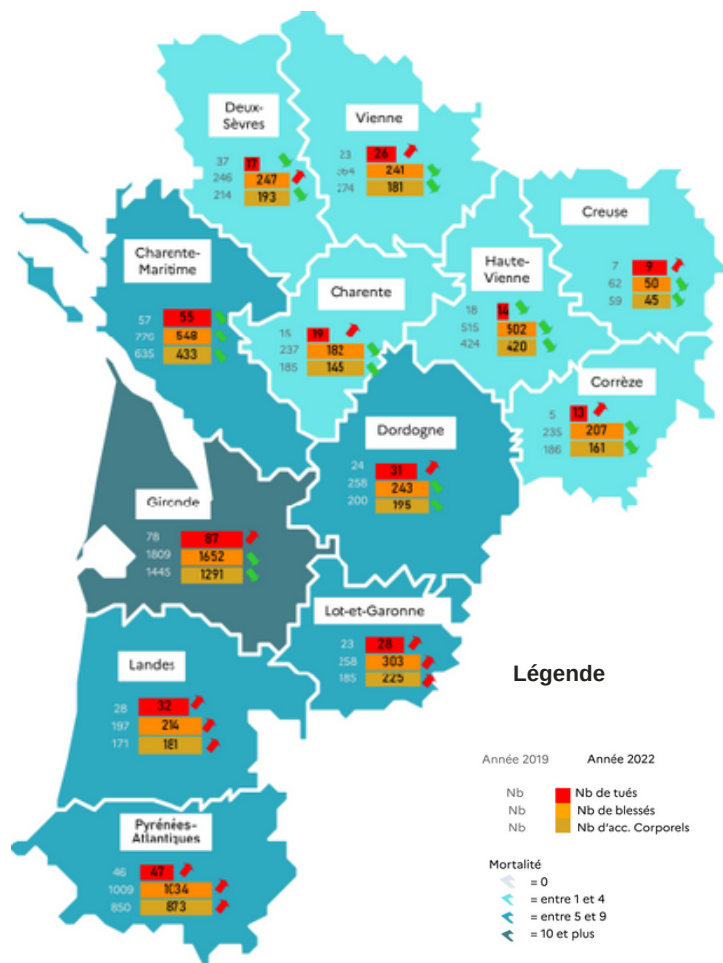 Deux-
Sèvres
37 17
246 247
214 193
Vienne
23 26
364 241
274 181
Creuse
7 9
62 50
59 45
Charente-
Maritime
57 55
776 548
635 433
Charente
15 19
237 182
185 145
Haute-
Vienne
18 14
515 502
424 420
Corrèze
5 13
235 207
186 161
Dordogne
24 31
258 243
200 195
Gironde
78 87
1809 1652
1445 1291
Lot-et-Garonne
23 28
258 303
185 225
Landes
28 32
197 214
171 181
Pyrénées-
Atlantiques
46 47
1009 1034
850 873
Légende
Année 2019 Année 2022
Nb Nb de tués
Nb Nb de blessés
Nb Nb d'acc. Corporels
Mortalité
= 0
= entre 1 et 4
= entre 5 et 9
= 10 et plus